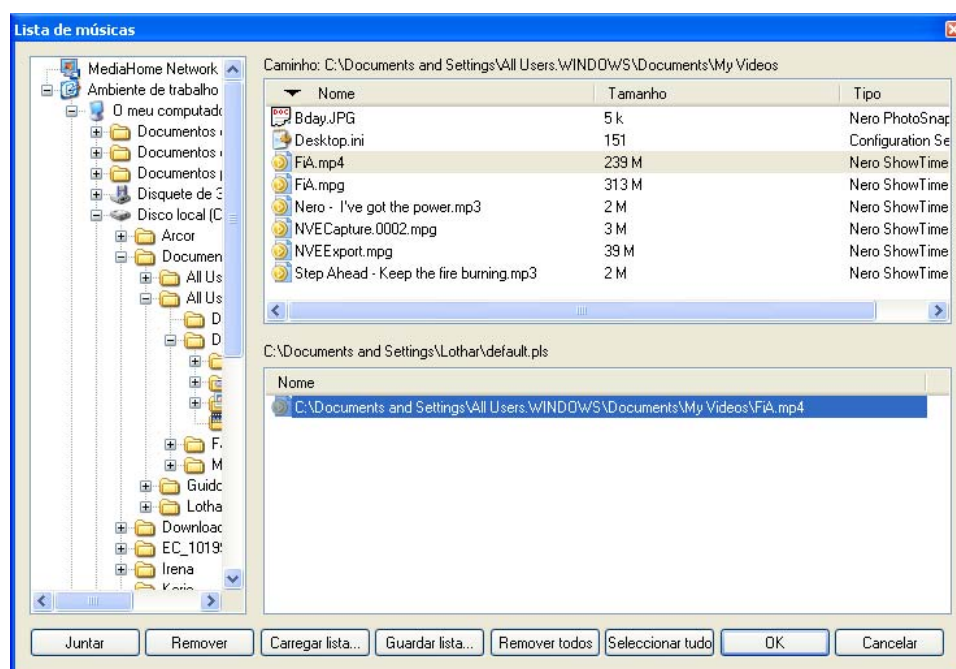 Lista de músicas
MediaHome Network
Ambiente de trabalho
O meu computado
Documentos
Documentos
Documentos
Disquete de 3
Disco local (C
Arcor
Documen
All Us
All Us
D
D
F
M
Guido
Lotha
Downloac
EC_1019
Irena
Caminho: C:\Documents and Settings\All Users.WINDOWS\Documents\My Videos
Nome Tamanho Tipo
Bday.JPG 5 k Nero PhotoSnap
Desktop.ini 151 Configuration Se
FiA.mp4 239 M Nero ShowTime
FiA.mpg 313 M Nero ShowTime
Nero - I've got the power.mp3 2 M Nero ShowTime
NVECapture.0002.mpg 3 M Nero ShowTime
NVEExport.mpg 39 M Nero ShowTime
Step Ahead - Keep the fire burning.mp3 2 M Nero ShowTime
C:\Documents and Settings\Lothar\default.pls
Nome
C:\Documents and Settings\All Users.WINDOWS\Documents\My Videos\FiA.mp4
Juntar Remover Carregar lista... Guardar lista... Remover todos Seleccionar tudo OK Cancelar